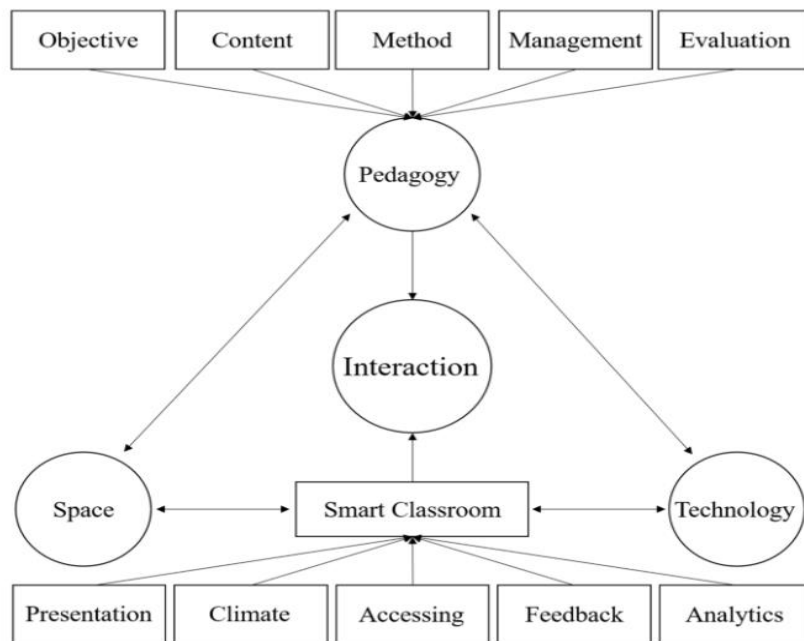 Objective Content Method Management Evaluation
Pedagogy
Interaction
Space Smart Classroom Technology
Presentation Climate Accessing Feedback Analytics